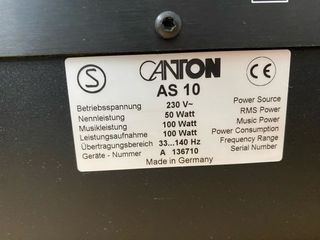 S CANTON CE
AS 10
Betriebsspannung 230 V~ Power Source
Nennleistung 50 Watt RMS Power
Musikleistung 100 Watt Music Power
Leistungsaufnahme 100 Watt Power Consumption
Übertragungsbereich 33...140 Hz Frequency Range
Geräte - Nummer A 136710 Serial Number
Made in Germany